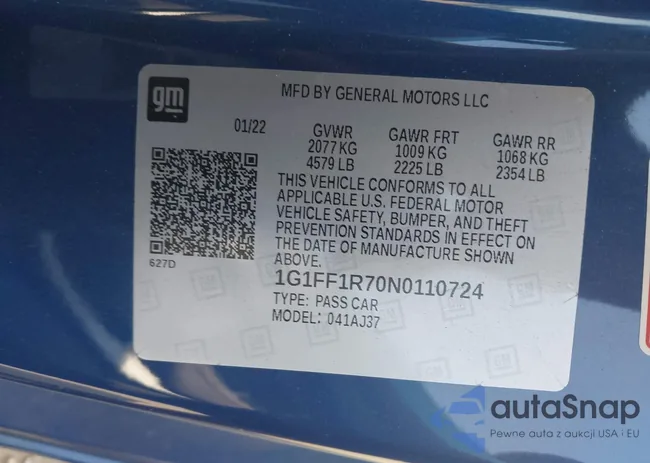 gm
MFD BY GENERAL MOTORS LLC
01/22 GVWR GAWR FRT GAWR RR
2077 KG 1009 KG 1068 KG
4579 LB 2225 LB 2354 LB
THIS VEHICLE CONFORMS TO ALL
APPLICABLE U.S. FEDERAL MOTOR
VEHICLE SAFETY, BUMPER, AND THEFT
PREVENTION STANDARDS IN EFFECT ON
THE DATE OF MANUFACTURE SHOWN
ABOVE.
627D
1G1FF1R70N0110724
TYPE: PASS CAR
MODEL: 041AJ37
autoSnap
Pewne auta z aukcji USA i EU